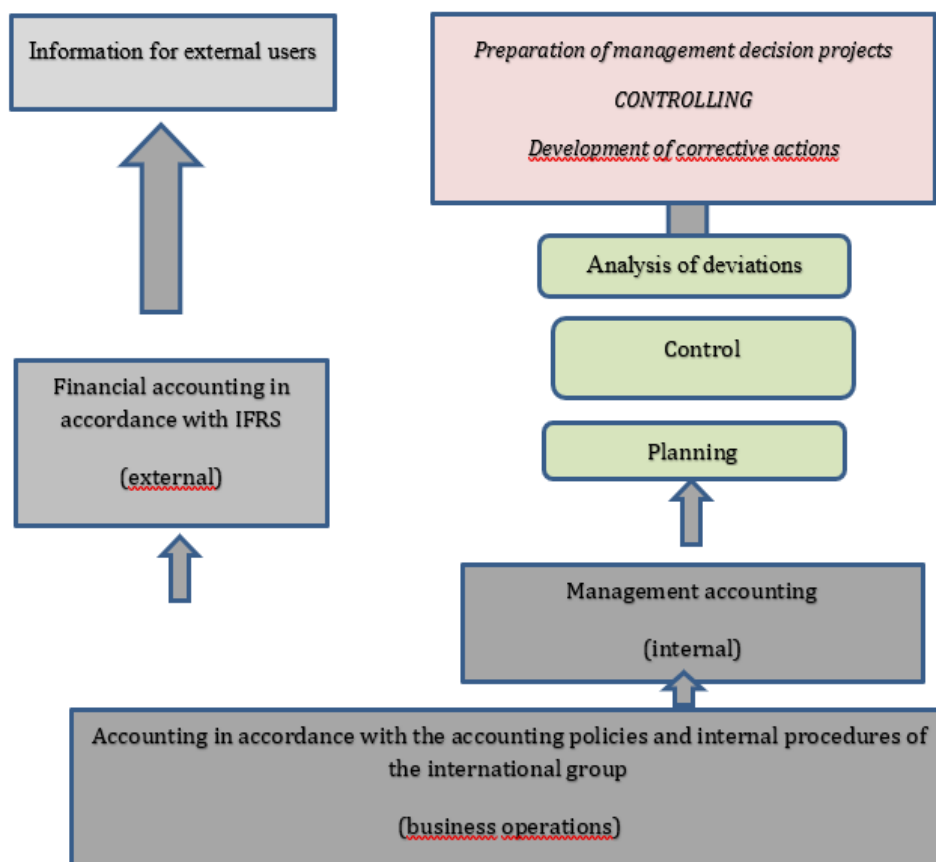 Information for external users
Preparation of management decision projects
CONTROLLING
Development of corrective actions
Analysis of deviations
Control
Financial accounting in
accordance with IFRS
(external)
Planning
Management accounting
(internal)
Accounting in accordance with the accounting policies and internal procedures of
the international group
(business operations)